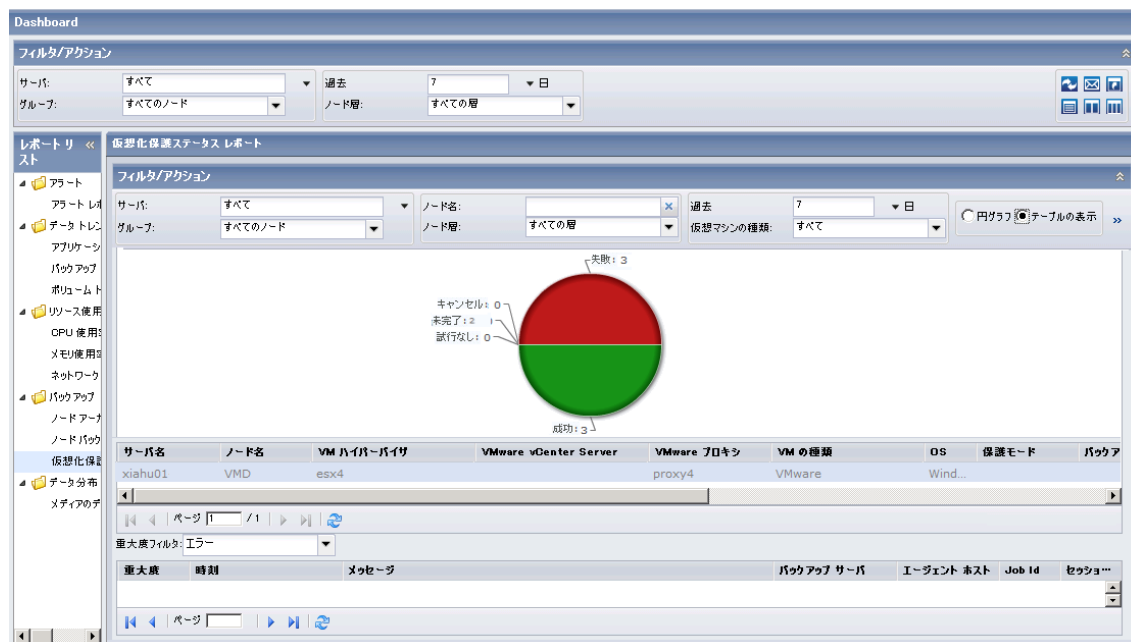 Dashboard
フィルタ/アクション
サーバ: すべて 過去 7 日
グループ: すべてのノード ノード層: すべての層
レポート リスト
アラート
アラート レポ
データ トレン
アプリケーシ
バックアップ
ボリューム ト
リソース使用
CPU 使用
メモリ使用
ネットワーク
バックアップ
ノード アーカ
ノード バック
仮想化保護
データ分布
メディアのデ
仮想化保護ステータス レポート
フィルタ/アクション
サーバ: すべて ノード名: 過去 7 日 円グラフ テーブルの表示
グループ: すべてのノード ノード層: すべての層 仮想マシンの種類: すべて
失敗: 3
キャンセル: 0
未完了: 2
試行なし: 0
成功: 3
サーバ名 ノード名 VM ハイパーバイザ VMware vCenter Server VMware プロキシ VM の種類 OS 保護モード バックア
xiahu01 VMD esx4 proxy4 VMware Wind...
ページ 1 / 1
重大度フィルタ: エラー
重大度 時刻 メッセージ バックアップ サーバ エージェント ホスト Job Id セッショ...
ページ